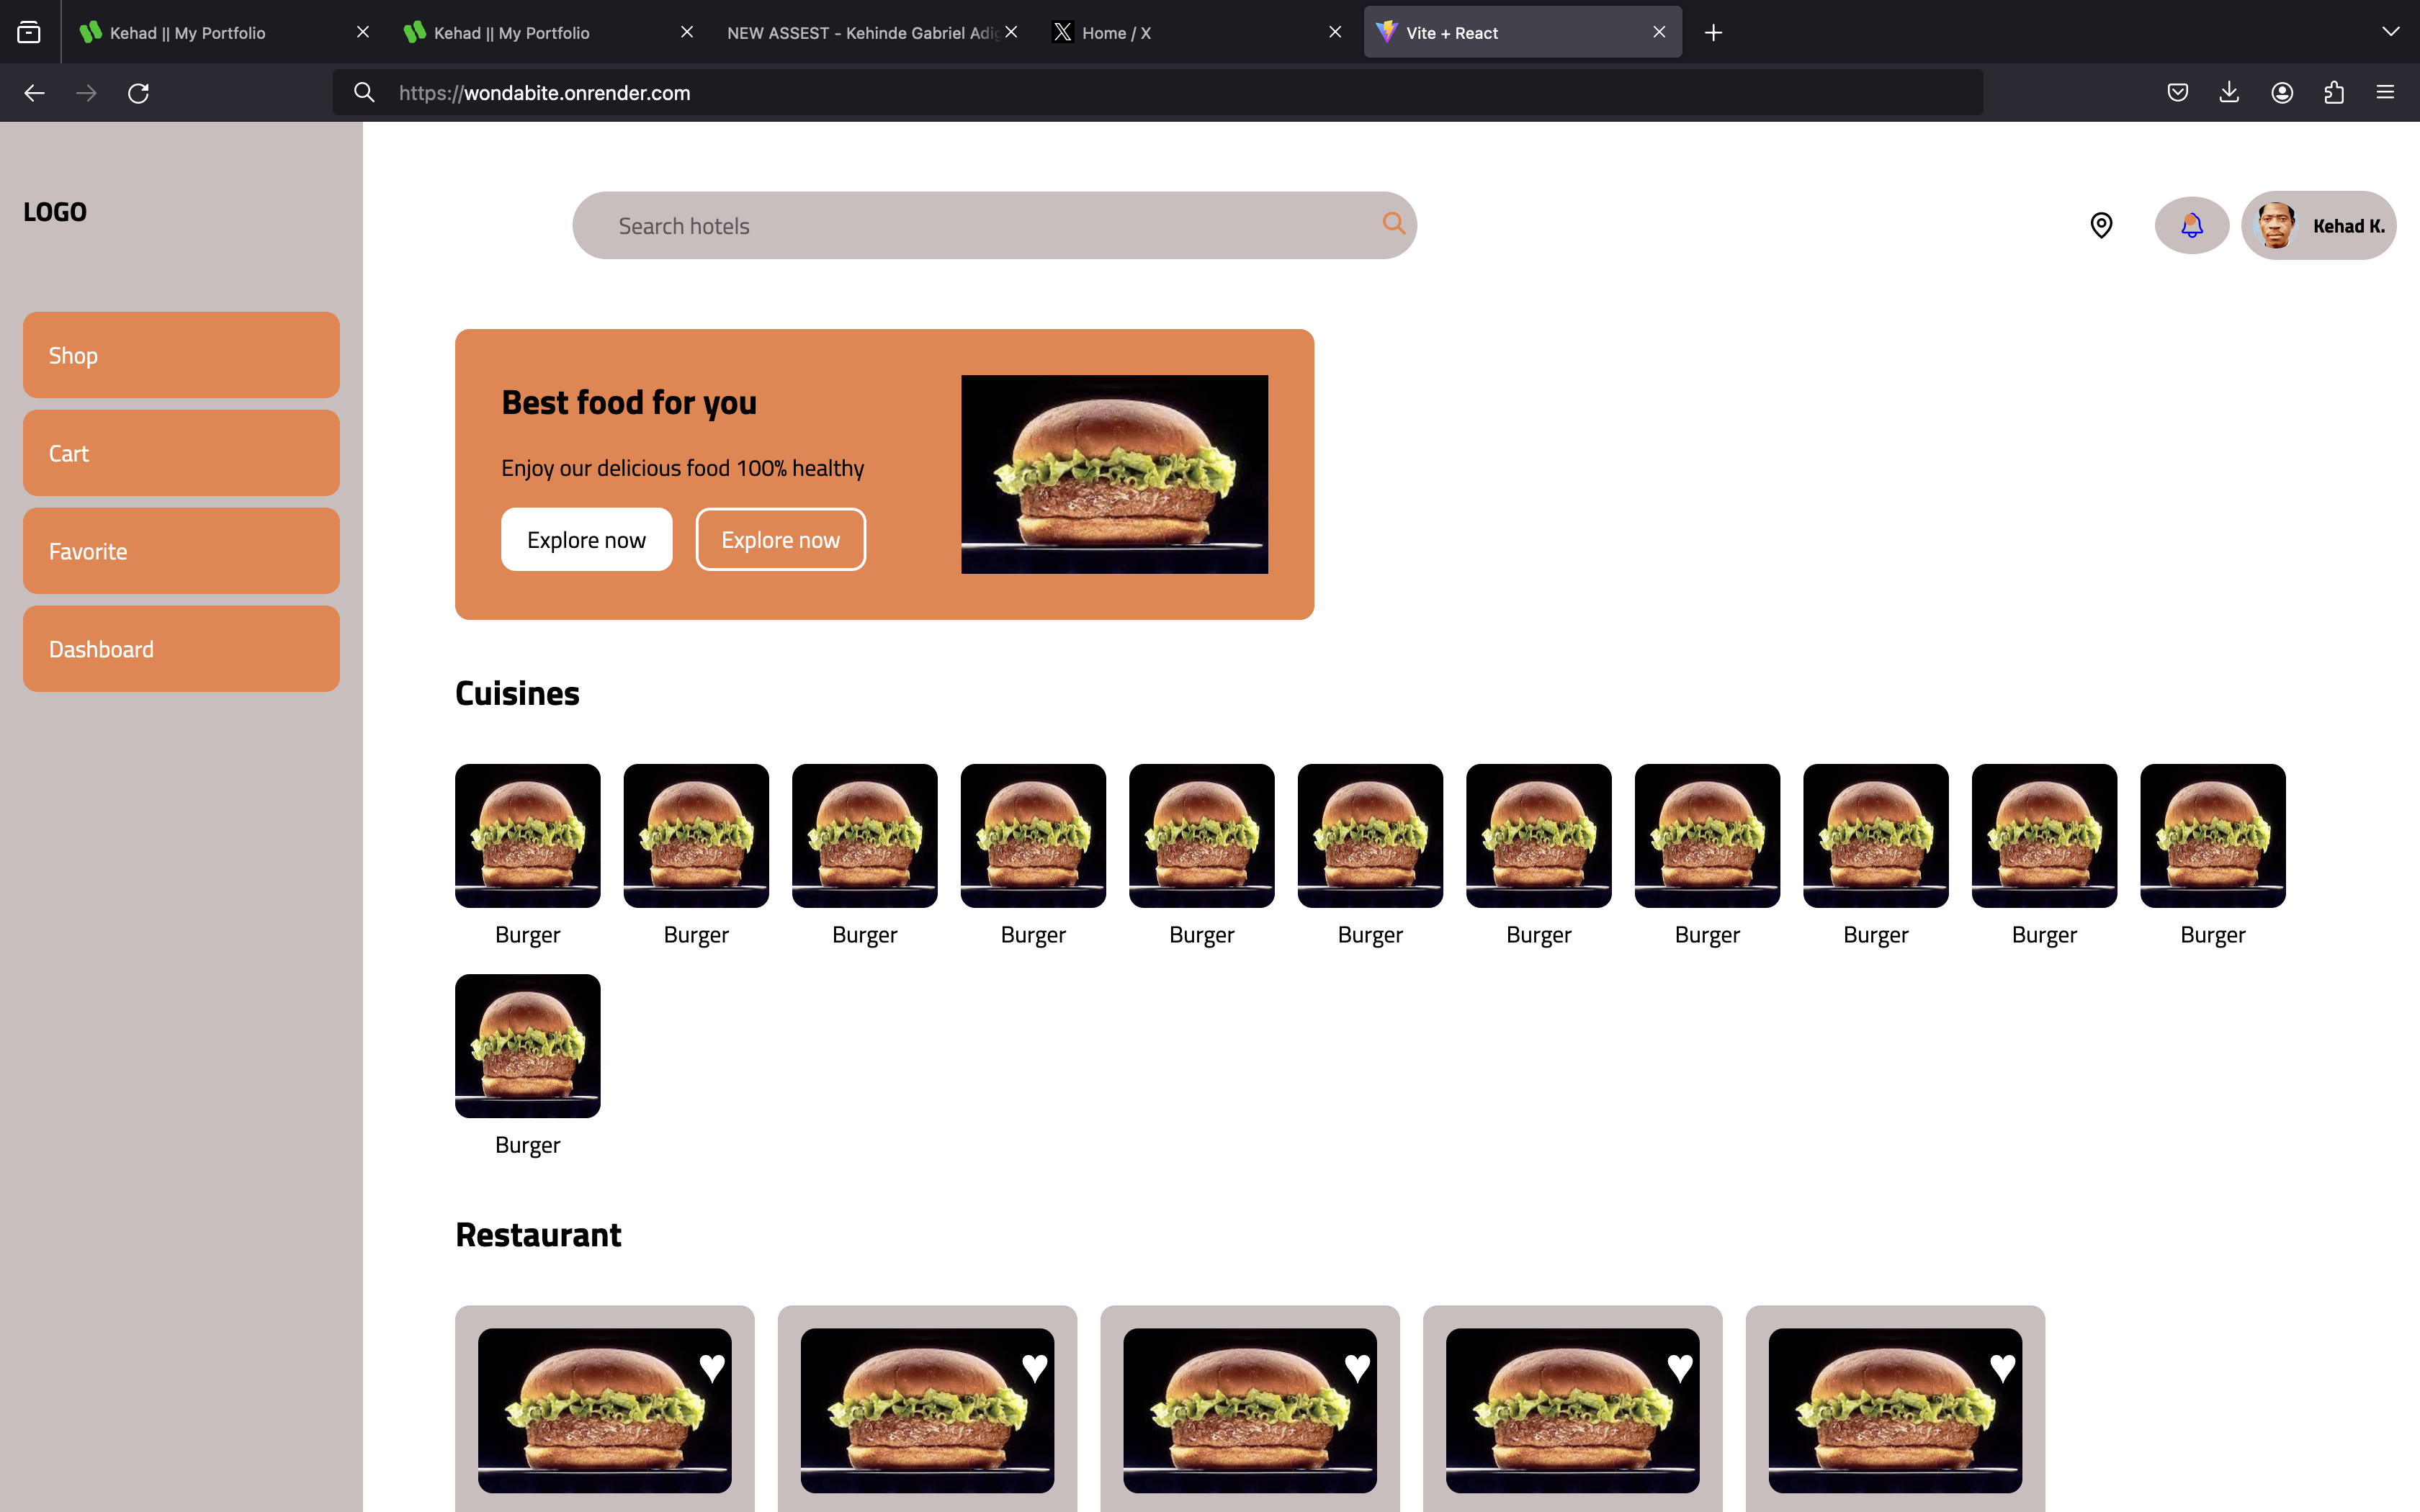 Kehad || My Portfolio
Kehad || My Portfolio
NEW ASSEST - Kehinde Gabriel Adig
Home / X
Vite + React
https://wondabite.onrender.com
LOGO
Search hotels
Kehad K.
Shop
Cart
Favorite
Dashboard
Best food for you
Enjoy our delicious food 100% healthy
Explore now
Explore now
Cuisines
Burger
Burger
Burger
Burger
Burger
Burger
Burger
Burger
Burger
Burger
Burger
Burger
Restaurant